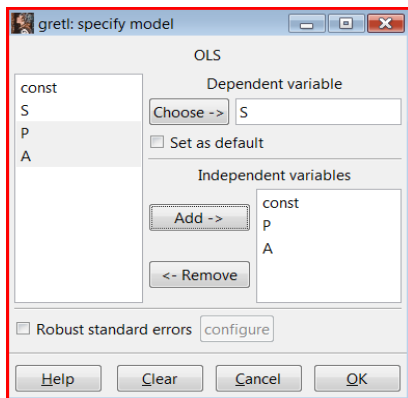 gretl: specify model
OLS
const
S
P
A
Dependent variable
Choose -> S
Set as default
Independent variables
Add ->
<- Remove
const
P
A
Robust standard errors configure
Help Clear Cancel OK